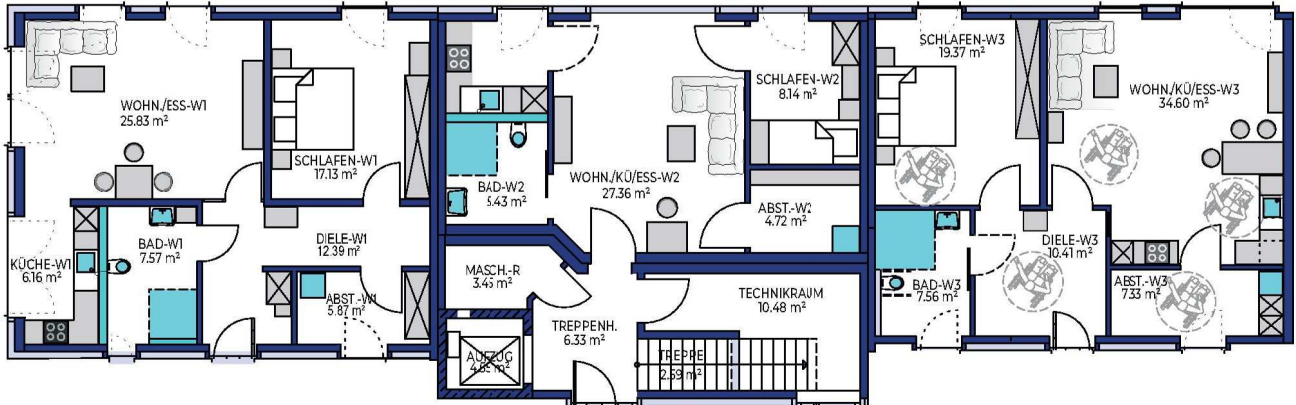 WOHN./ESS-W1
25.83 m²
SCHLAFEN-W1
17.13 m²
KÜCHE-W1
6.16 m²
BAD-W1
7.57 m²
DIELE-W1
12.39 m²
ABST.-W1
5.87 m²
BAD-W2
5.43 m²
WOHN./KÜ/ESS-W2
27.36 m²
SCHLAFEN-W2
8.14 m²
ABST.-W2
4.72 m²
MASCH.-R
3.45 m²
TREPPENH.
6.33 m²
AUFZUG
TECHNIKRAUM
10.48 m²
TREPPE
2.59 m²
SCHLAFEN-W3
19.37 m²
WOHN./KÜ/ESS-W3
34.60 m²
DIELE-W3
10.41 m²
BAD-W3
7.56 m²
ABST.-W3
7.33 m²